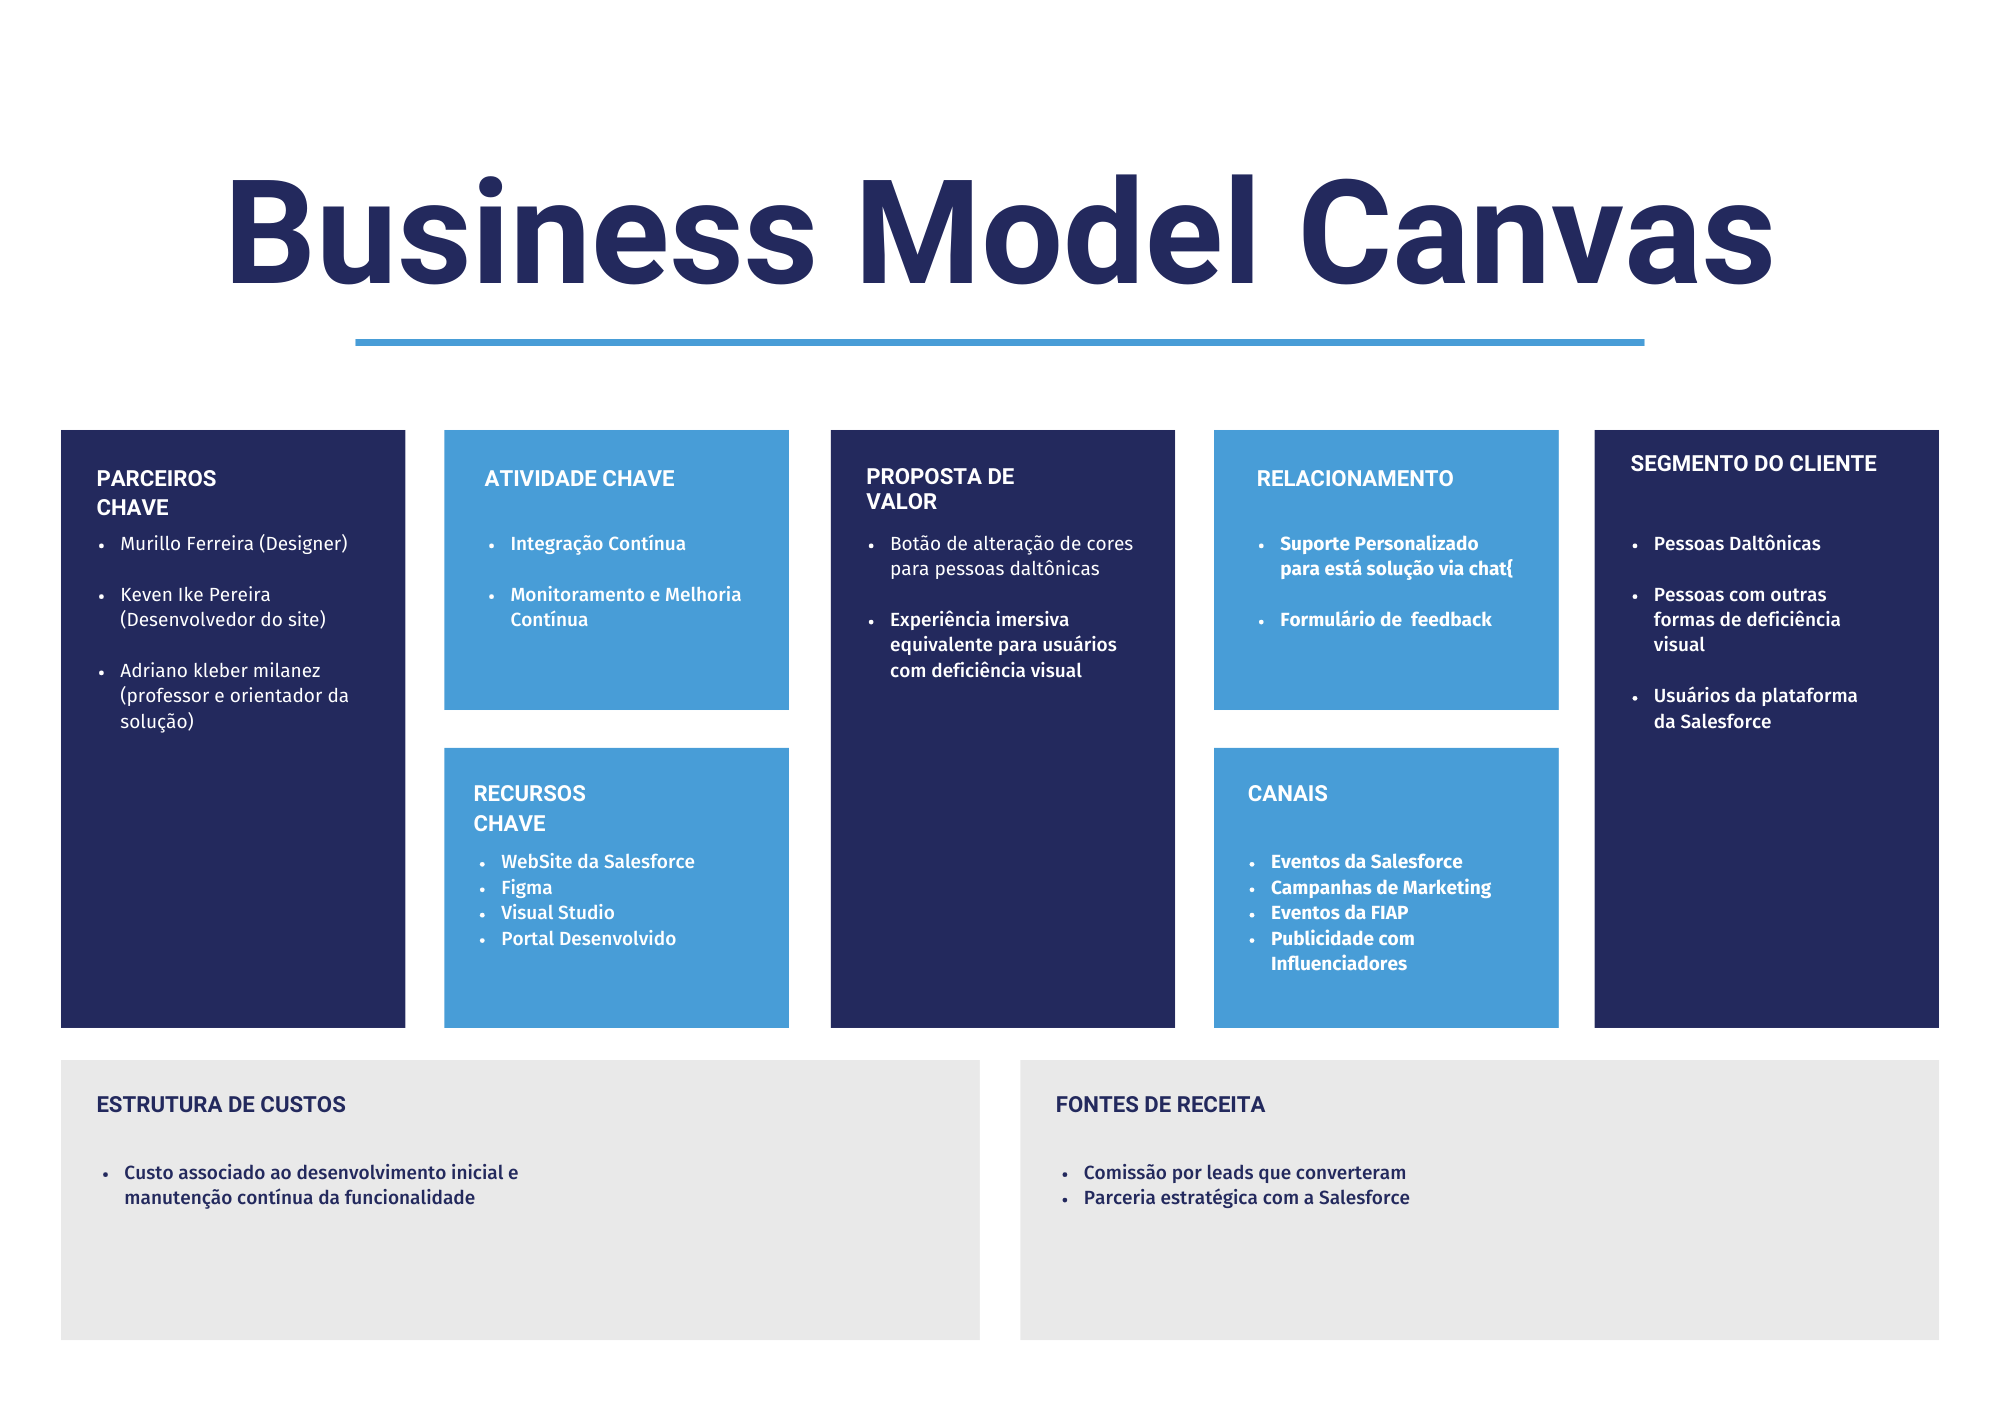 Business Model Canvas
PARCEIROS
CHAVE
• Murillo Ferreira (Designer)
• Keven Ike Pereira
(Desenvolvedor do site)
• Adriano kleber milanez
(professor e orientador da
solução)
ATIVIDADE CHAVE
• Integração Contínua
• Monitoramento e Melhoria
Contínua
RECURSOS
CHAVE
• WebSite da Salesforce
• Figma
• Visual Studio
• Portal Desenvolvido
PROPOSTA DE
VALOR
• Botão de alteração de cores
para pessoas daltônicas
• Experiência imersiva
equivalente para usuários
com deficiência visual
RELACIONAMENTO
• Suporte Personalizado
para está solução via chat{
• Formulário de  feedback
CANAIS
• Eventos da Salesforce
• Campanhas de Marketing
• Eventos da FIAP
• Publicidade com
Influenciadores
SEGMENTO DO CLIENTE
• Pessoas Daltônicas
• Pessoas com outras
formas de deficiência
visual
• Usuários da plataforma
da Salesforce
ESTRUTURA DE CUSTOS
• Custo associado ao desenvolvimento inicial e
manutenção contínua da funcionalidade
FONTES DE RECEITA
• Comissão por leads que converteram
• Parceria estratégica com a Salesforce